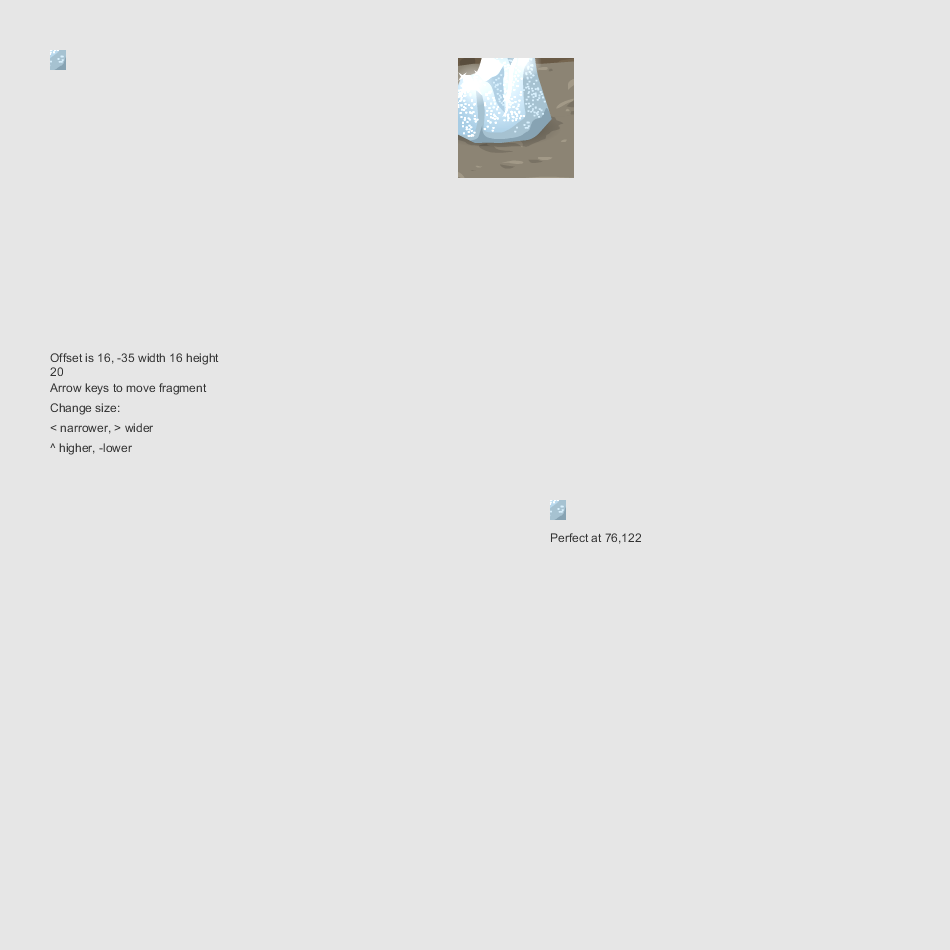 Offset is 16, -35 width 16 height
20
Arrow keys to move fragment
Change size:
< narrower, > wider
^ higher, -lower
Perfect at 76,122